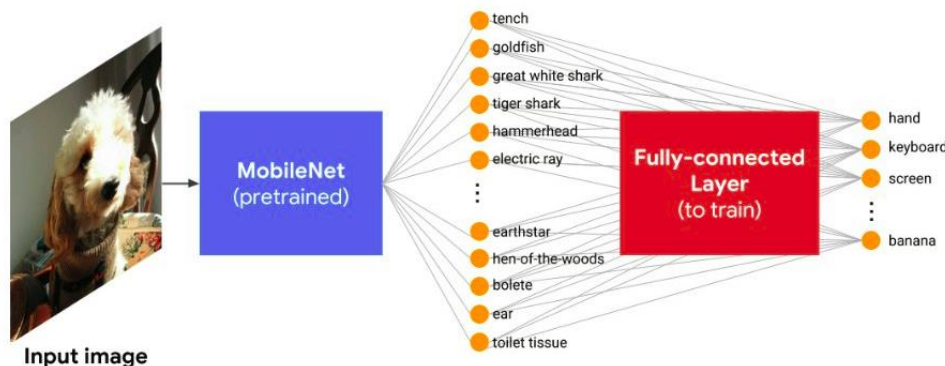 tench
goldfish
great white shark
tiger shark
hammerhead
electric ray
earthstar
hen-of-the-woods
bolete
ear
toilet tissue
MobileNet
(pretrained)
Fully-connected
Layer
(to train)
hand
keyboard
screen
banana
Input image